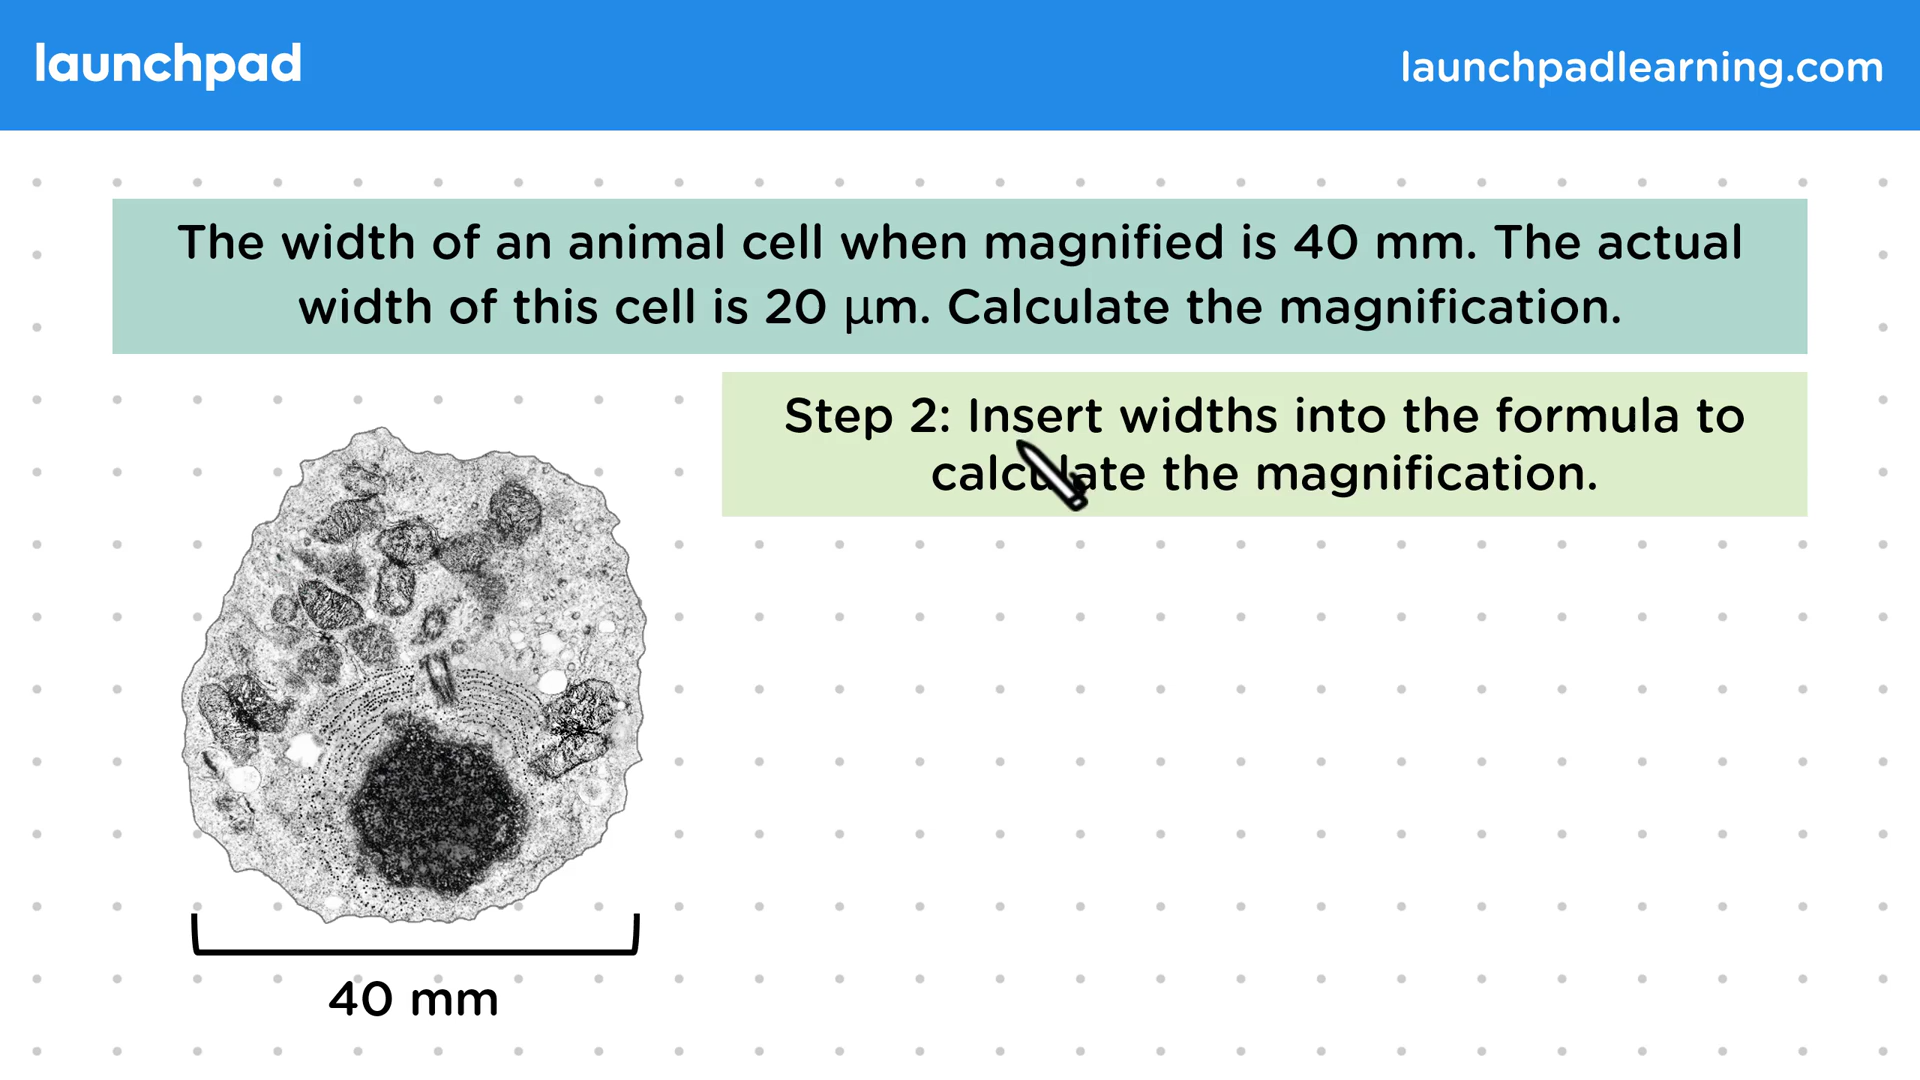 launchpad
launchpadlearning.com
The width of an animal cell when magnified is 40 mm. The actual
width of this cell is 20 µm. Calculate the magnification.
Step 2: Insert widths into the formula to
calculate the magnification.
40 mm